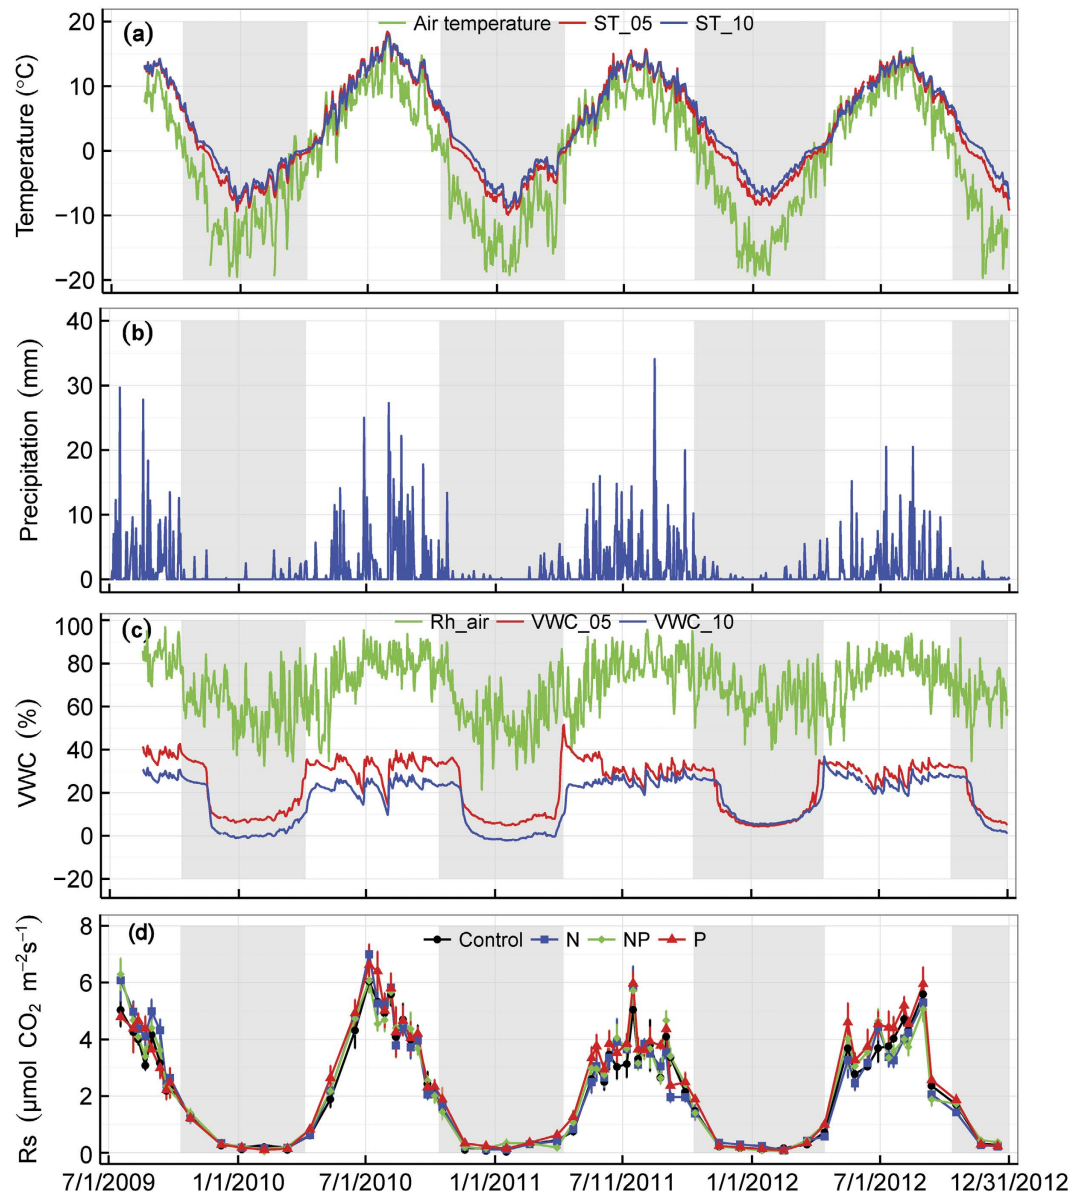 (a)
Air temperature ST_05 ST_10
Temperature (°C)
20
10
0
−10
−20
(b)
Precipitation (mm)
40
30
20
10
0
(c)
Rh_air VWC_05 VWC_10
VWC (%)
100
80
60
40
20
0
−20
(d)
Control N NP P
Rs (μmol CO₂ m⁻²s⁻¹)
8
6
4
2
0
7/1/2009 1/1/2010 7/1/2010 1/1/2011 7/11/2011 1/1/2012 7/1/2012 12/31/2012